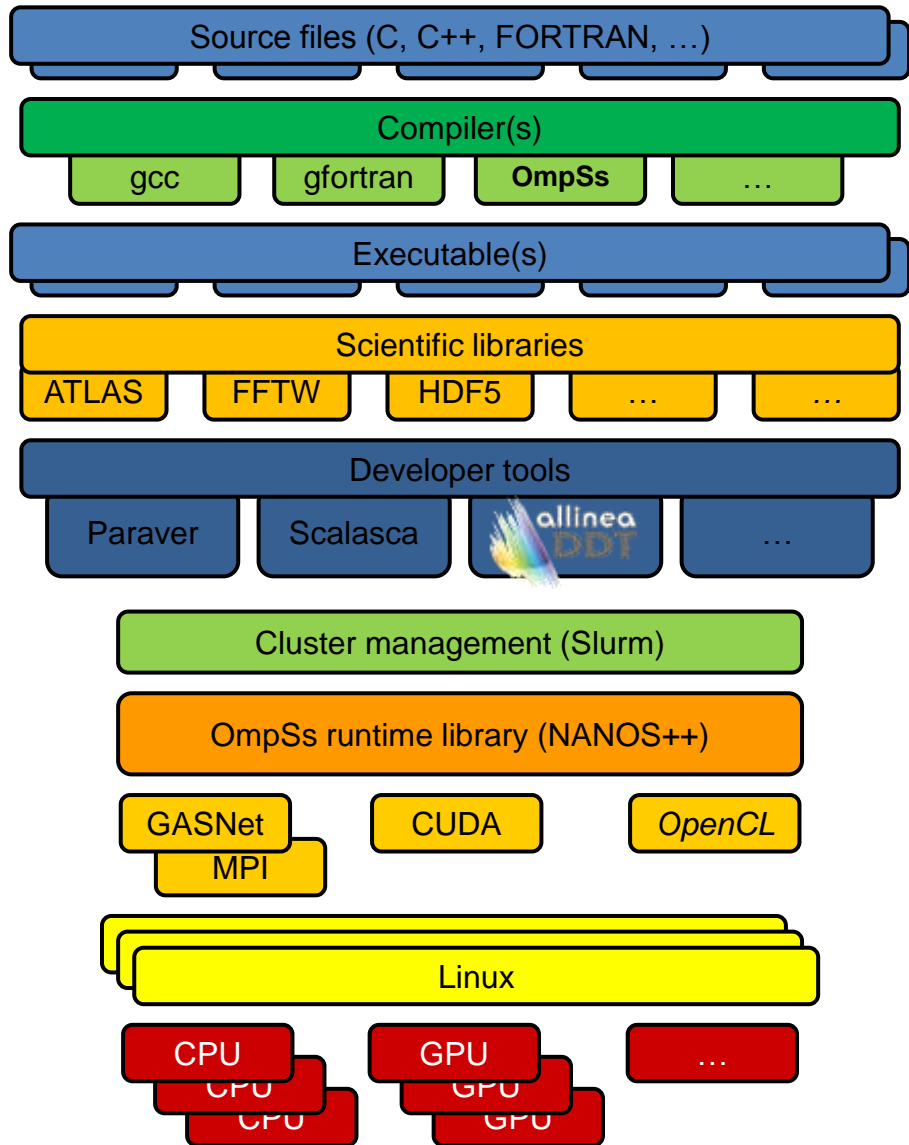 Source files (C, C++, FORTRAN, …)
Compiler(s)
gcc gfortran OmpSs …
Executable(s)
Scientific libraries
ATLAS FFTW HDF5 … …
Developer tools
Paraver Scalasca allinea DDT …
Cluster management (Slurm)
OmpSs runtime library (NANOS++)
GASNet CUDA OpenCL
MPI
Linux
CPU GPU …
CPU GPU
CPU GPU